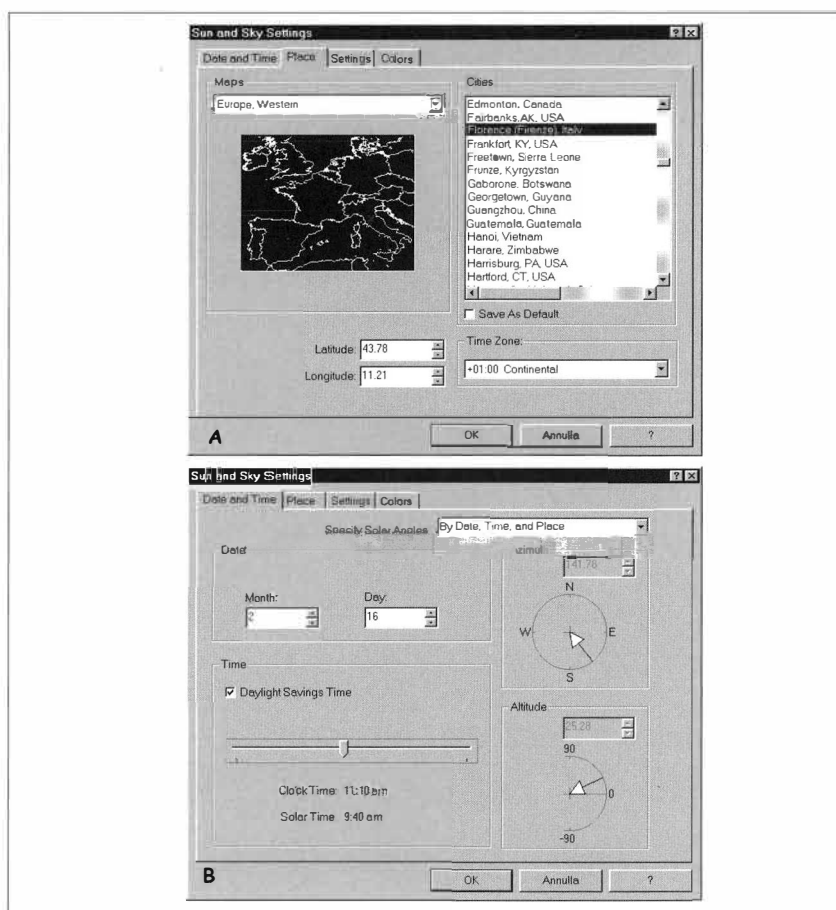 Sun and Sky Settings
Date and Time Place Settings Colors
Maps
Europe, Western
Latitude: 43.78
Longitude: 11.21
Cities
Edmonton, Canada
Fairbanks, AK, USA
Florence (Firenze), Italy
Frankfort, KY, USA
Freetown, Sierra Leone
Frunze, Kyrgyzstan
Gaborone, Botswana
Georgetown, Guyana
Guangzhou, China
Guatemala, Guatemala
Hanoi, Vietnam
Harare, Zimbabwe
Harrisburg, PA, USA
Hartford, CT, USA
Save As Default
Time Zone:
+01:00 Continental
A
OK Annulla ?
Sun and Sky Settings
Date and Time Place Settings Colors
Specify Solar Angles By Date, Time, and Place
Date
Month: Day:
2 16
Time
Daylight Savings Time
Clock Time: 11:10 am
Solar Time: 9:40 am
Azimuth
141.78
N
W E
S
Altitude
25.28
90
0
-90
B
OK Annulla ?